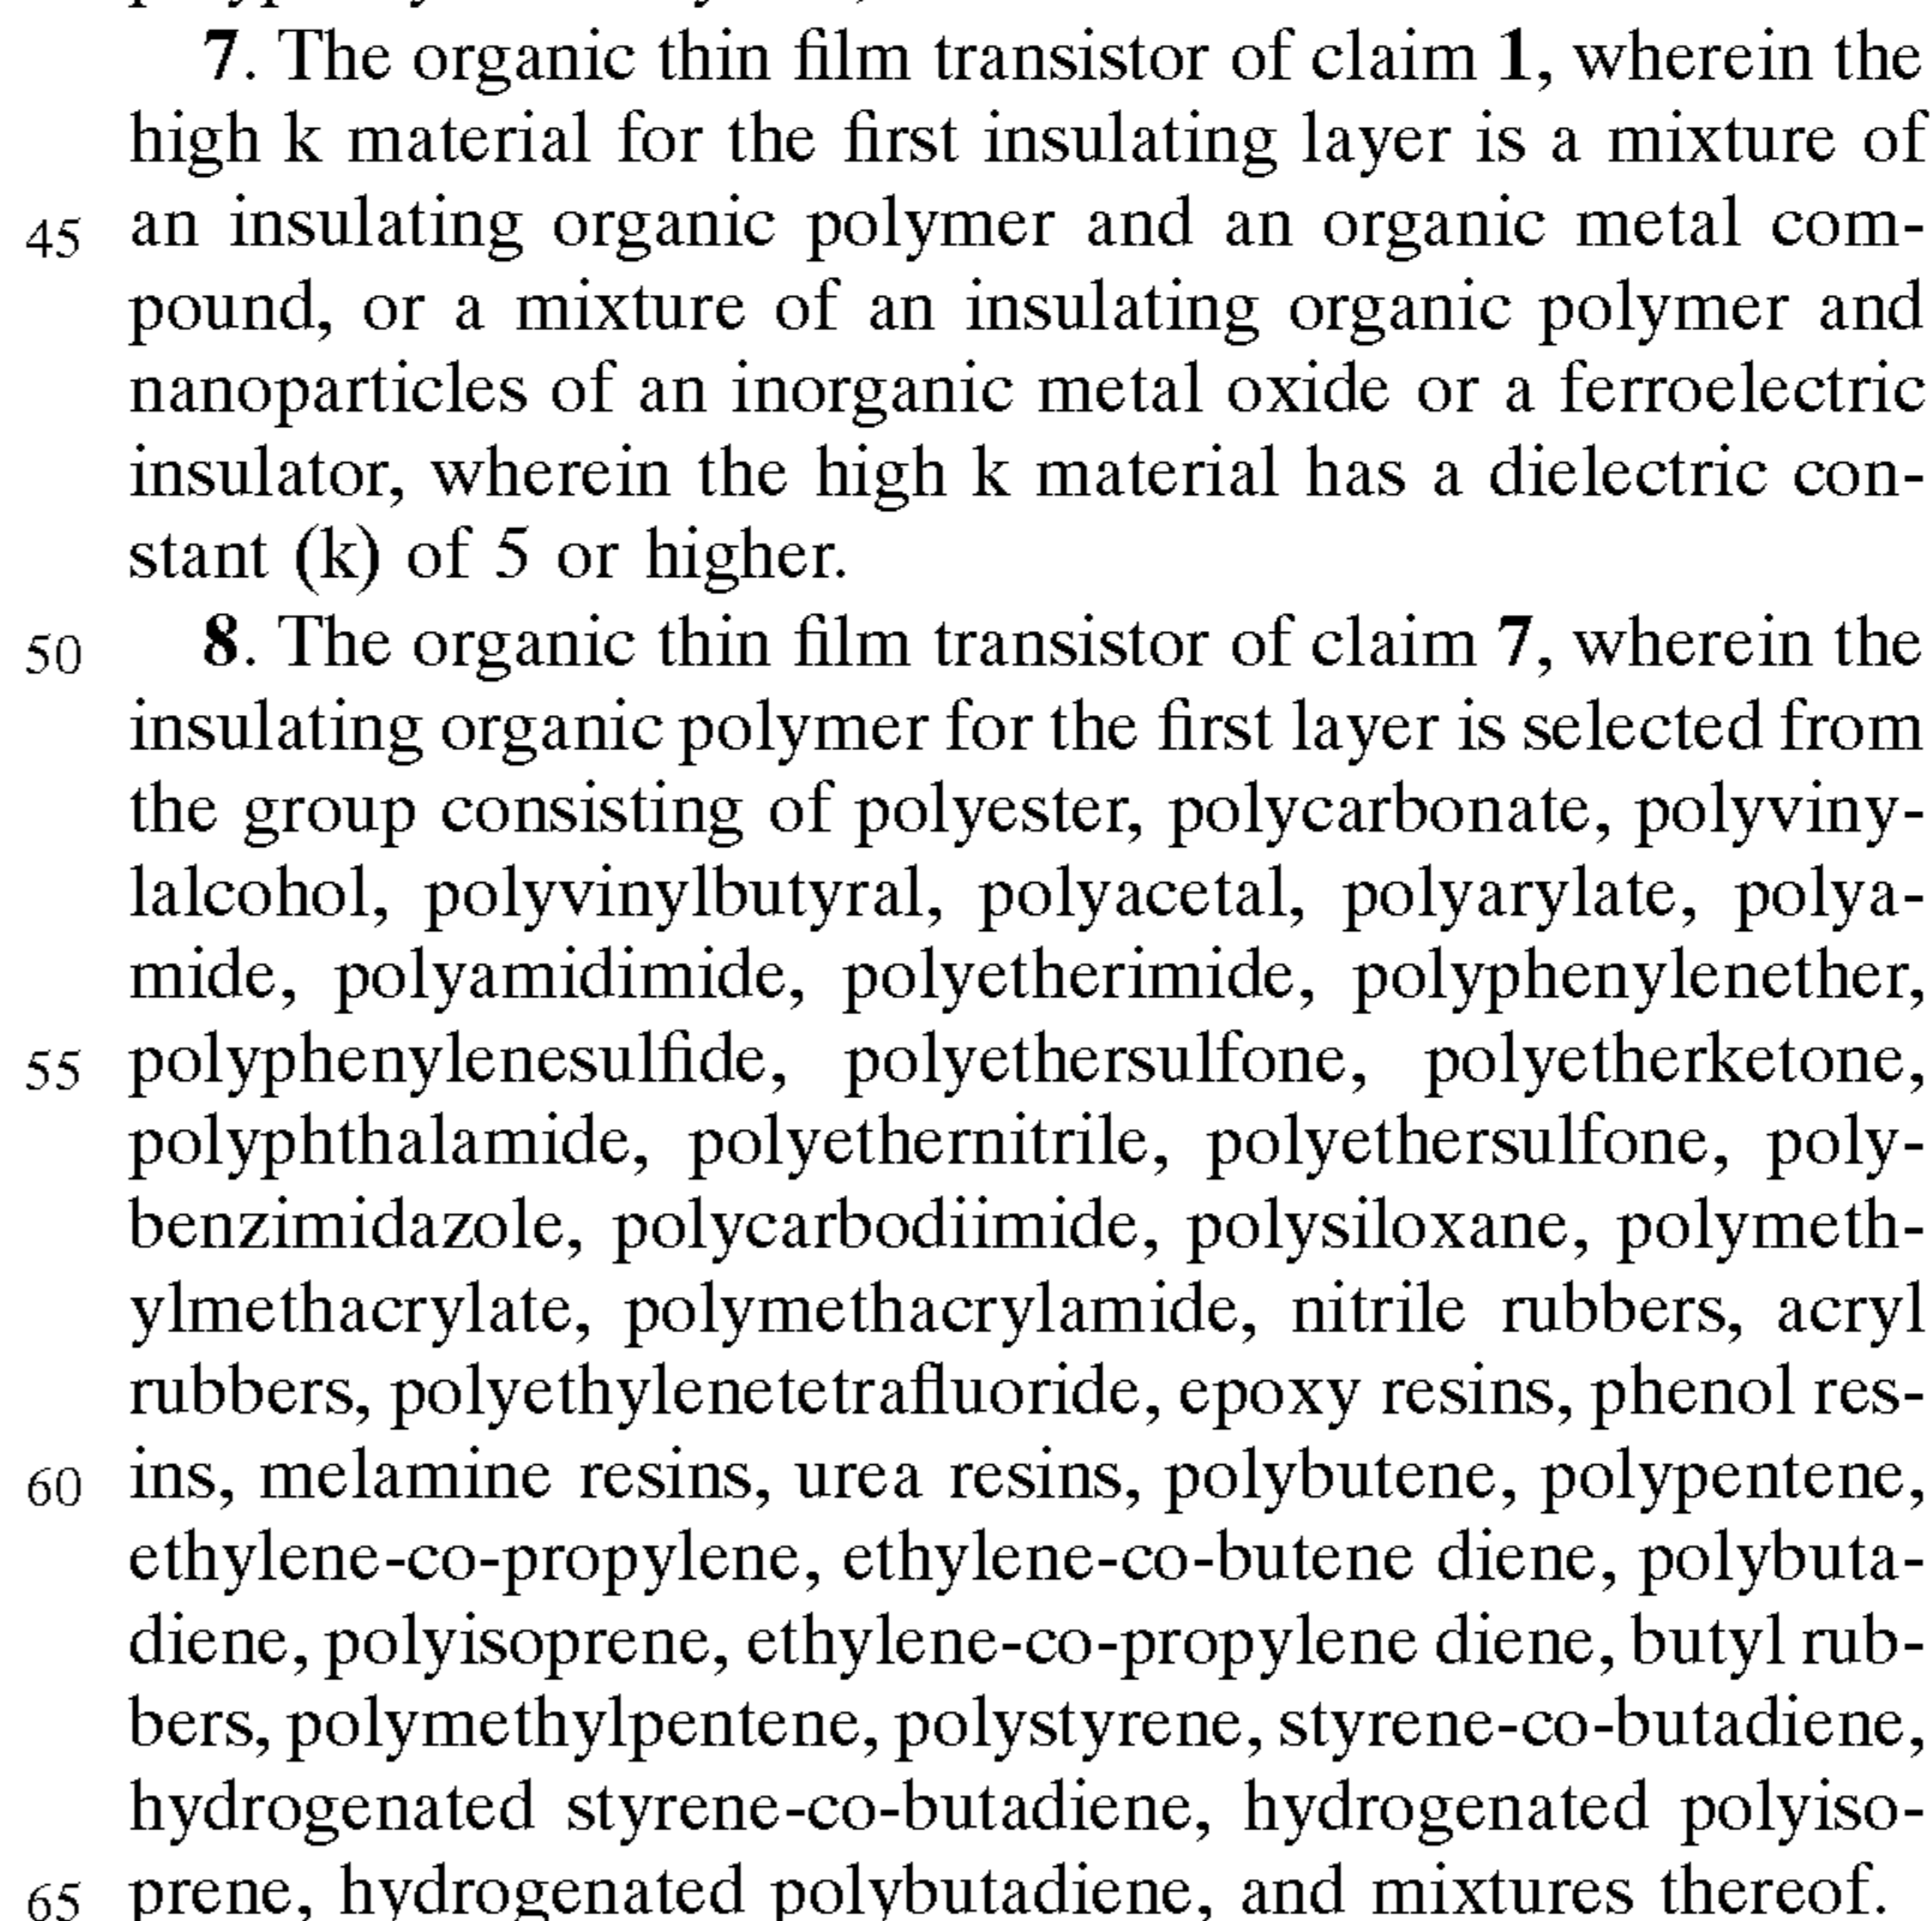 7. The organic thin film transistor of claim 1, wherein the
high k material for the first insulating layer is a mixture of
45 an insulating organic polymer and an organic metal com-
pound, or a mixture of an insulating organic polymer and
nanoparticles of an inorganic metal oxide or a ferroelectric
insulator, wherein the high k material has a dielectric con-
stant (k) of 5 or higher.
50 8. The organic thin film transistor of claim 7, wherein the
insulating organic polymer for the first layer is selected from
the group consisting of polyester, polycarbonate, polyviny-
lalcohol, polyvinylbutyral, polyacetal, polyarylate, polya-
mide, polyamidimide, polyetherimide, polyphenylenether,
55 polyphenylenesulfide, polyethersulfone, polyetherketone,
polyphthalamide, polyethernitrile, polyethersulfone, poly-
benzimidazole, polycarbodiimide, polysiloxane, polymeth-
ylmethacrylate, polymethacrylamide, nitrile rubbers, acryl
rubbers, polyethylenetetrafluoride, epoxy resins, phenol res-
60 ins, melamine resins, urea resins, polybutene, polypentene,
ethylene-co-propylene, ethylene-co-butene diene, polybuta-
diene, polyisoprene, ethylene-co-propylene diene, butyl rub-
bers, polymethylpentene, polystyrene, styrene-co-butadiene,
hydrogenated styrene-co-butadiene, hydrogenated polyiso-
65 prene, hydrogenated polybutadiene, and mixtures thereof.